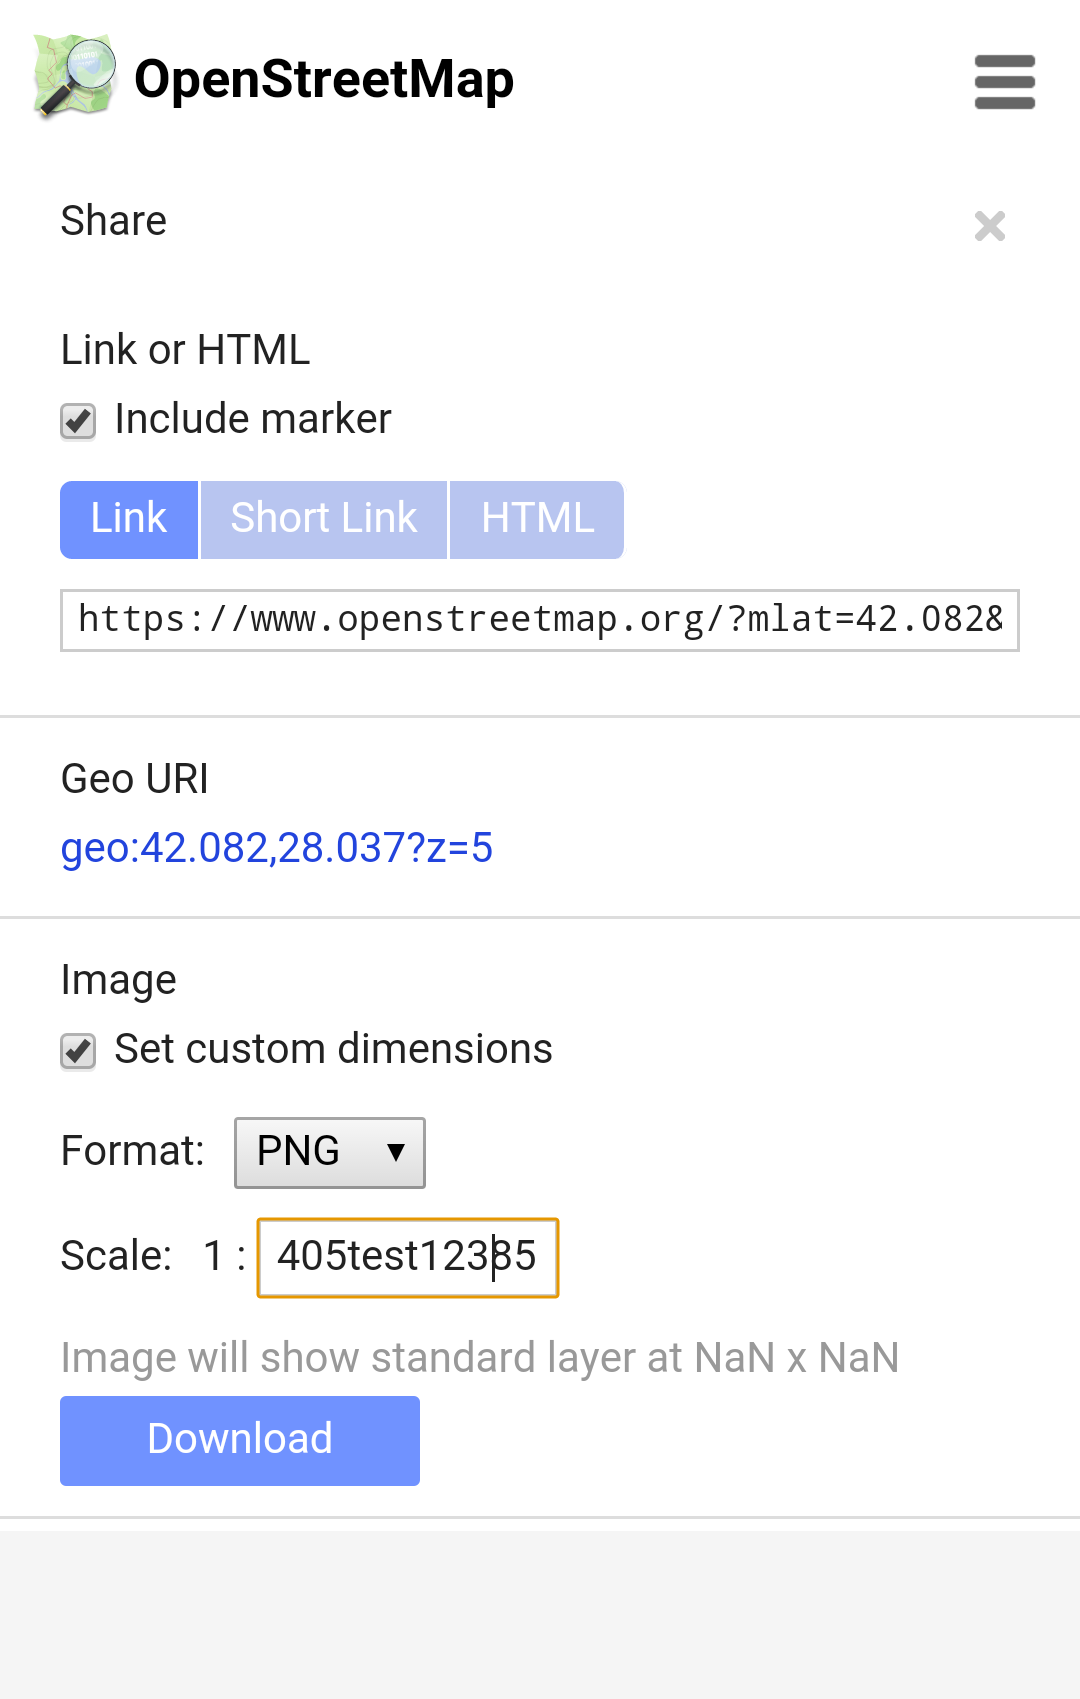 OpenStreetMap
Share
Link or HTML
Include marker
Link Short Link HTML
https://www.openstreetmap.org/?mlat=42.082&
Geo URI
geo:42.082,28.037?z=5
Image
Set custom dimensions
Format: PNG
Scale: 1 : 405test12385
Image will show standard layer at NaN x NaN
Download